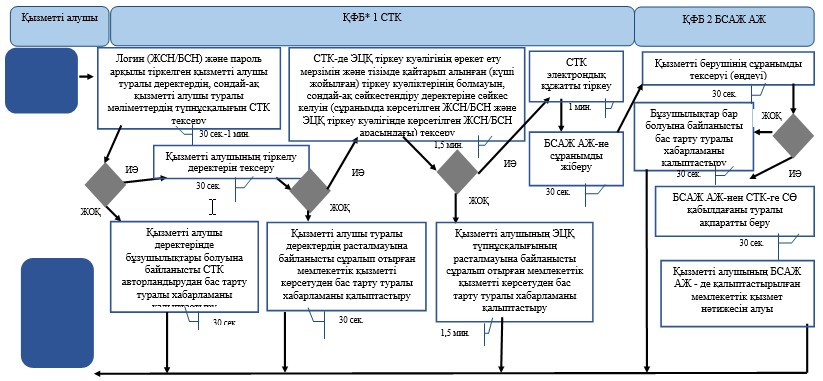 Қызметті алушы
ҚФБ* 1 СТК
ҚФБ 2 БСАЖ АЖ
Логин (ЖСН/БСН) және пароль
арқылы тіркелген қызметті алушы
туралы деректердің, сондай-ақ
қызметті алушы туралы
мәліметтердің түпнұсқалығын СТК
тексеру
30 сек-1 мин.
СТК-де ЭЦҚ тіркеу куәлігінің әрекет ету
мерзімін және тізімде қайтарып алынған (күші
жойылған) тіркеу куәліктерінің болмауын,
сондай-ақ сәйкестендіру деректеріне сәйкес
келуін (сұранымда көрсетілген ЖСН/БСН және
ЭЦҚ тіркеу куәлігінде көрсетілген ЖСН/БСН
арасындағы) тексеру
1,5 мин.
СТК
электрондық
құжатты тіркеу
1 мин.
Қызметті берушінің сұранымды
тексеруі (өңдеуі)
30 сек.
Бұзушылықтар бар
болуына байланысты
бас тарту туралы
хабарламаны
қалыптастыру
30 сек.
ЖОҚ
ИӘ
Қызметті алушының тіркелу
деректерін тексеру
30 сек.
ИӘ
ЖОҚ
ИӘ
ЖОҚ
ИӘ
ЖОҚ
БСАЖ АЖ-не
сұранымды
жіберу
30 сек.
БСАЖ АЖ-нен СТК-ге СӨ
қабылдағаны туралы
ақпаратты беру
30 сек.
Қызметті алушы
деректерінде
бұзушылықтары болуына
байланысты СТК
авторландырудан бас тарту
туралы хабарламаны
қалыптастыру
30 сек
Қызметті алушы туралы
деректердің расталмауына
байланысты сұралып отырған
мемлекеттік қызметті
көрсетуден бас тарту туралы
хабарламаны қалыптастыру
30 сек.
Қызметті алушының ЭЦҚ
түпнұсқалығының
расталмауына байланысты
сұралып отырған мемлекеттік
қызметті көрсетуден бас
тарту туралы хабарламаны
қалыптастыру
1,5 мин.
Қызметті алушының БСАЖ
АЖ - де қалыптастырылған
мемлекеттік қызмет
нәтижесін алуы
30 сек.